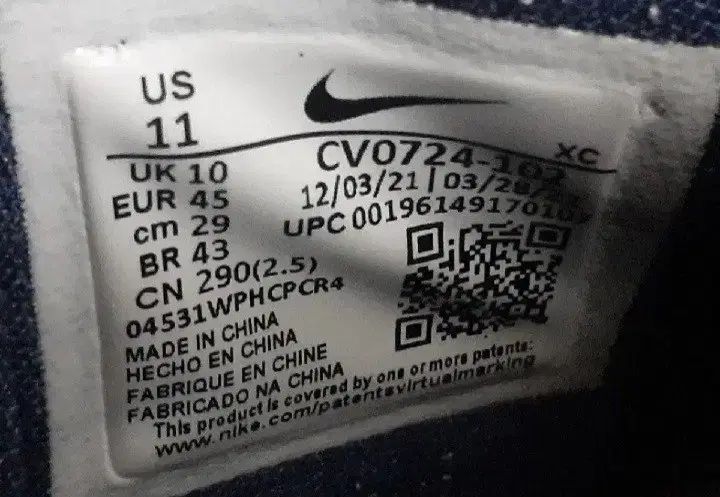 US
11
XC
UK 10
EUR 45
cm 29
BR 43
CN 290(2.5)
04531WPHCPCR4
CV0724-102
12/03/21 | 
UPC
MADE IN CHINA
HECHO EN CHINA
FABRIQUE EN CHINE
FABRICADO NA CHINA
This product is covered by one or more patents:
www.nike.com/patentsvirtualmarking